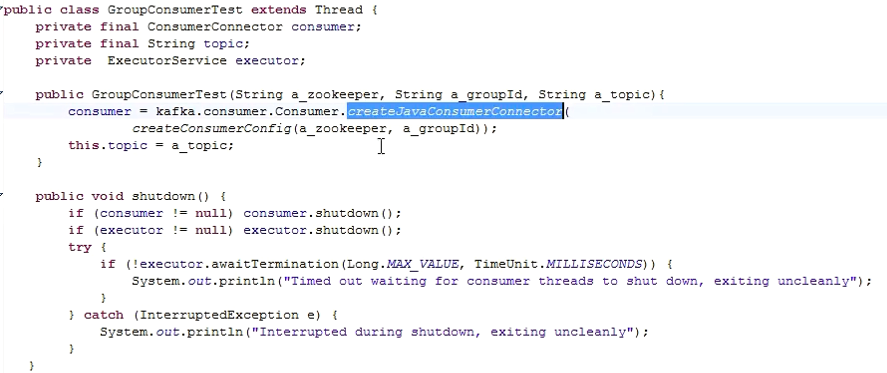 public class GroupConsumerTest extends Thread {
private final ConsumerConnector consumer;
private final String topic;
private  ExecutorService executor;
public GroupConsumerTest(String a_zookeeper, String a_groupId, String a_topic){
consumer = kafka.consumer.Consumer.createJavaConsumerConnector(
createConsumerConfig(a_zookeeper, a_groupId));
this.topic = a_topic;
}
public void shutdown() {
if (consumer != null) consumer.shutdown();
if (executor != null) executor.shutdown();
try {
if (!executor.awaitTermination(Long.MAX_VALUE, TimeUnit.MILLISECONDS)) {
System.out.println("Timed out waiting for consumer threads to shut down, exiting uncleanly");
}
} catch (InterruptedException e) {
System.out.println("Interrupted during shutdown, exiting uncleanly");
}
}